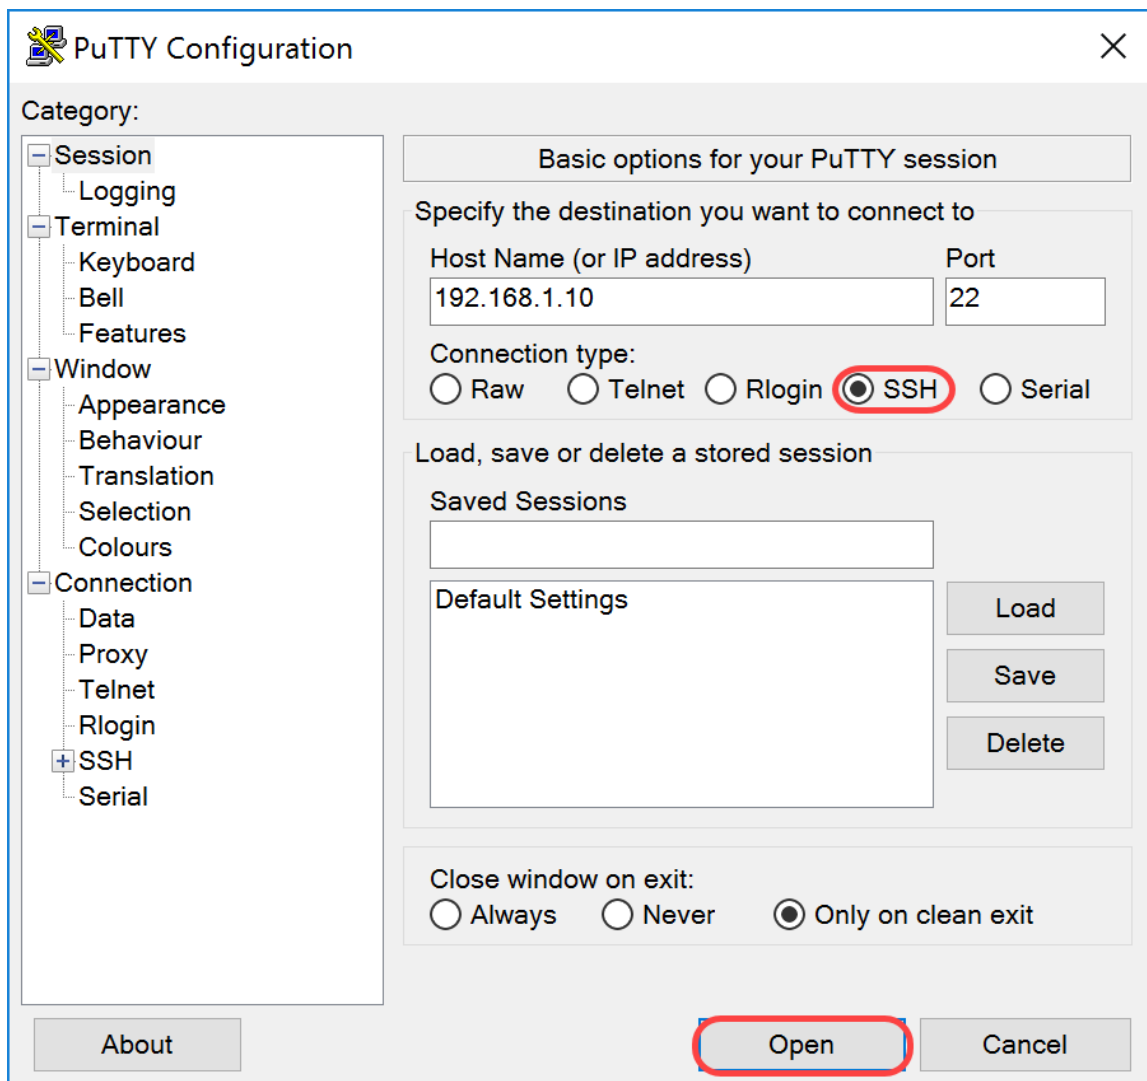 PuTTY Configuration
Category:
Session
Logging
Terminal
Keyboard
Bell
Features
Window
Appearance
Behaviour
Translation
Selection
Colours
Connection
Data
Proxy
Telnet
Rlogin
SSH
Serial
Basic options for your PuTTY session
Specify the destination you want to connect to
Host Name (or IP address) Port
192.168.1.10 22
Connection type:
Raw Telnet Rlogin SSH Serial
Load, save or delete a stored session
Saved Sessions
Default Settings
Load
Save
Delete
Close window on exit:
Always Never Only on clean exit
About Open Cancel